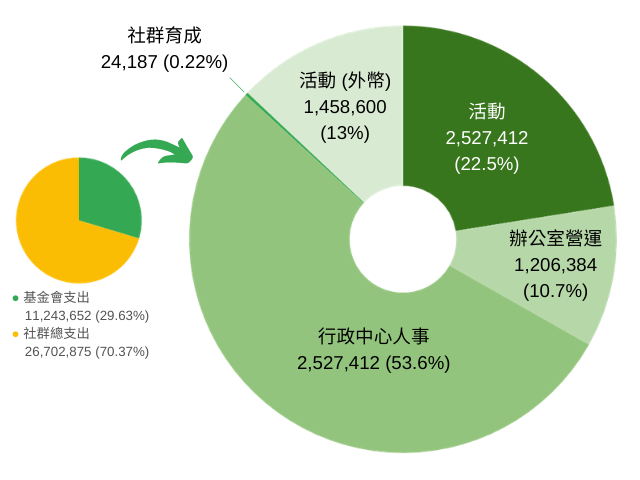 社群育成
24,187 (0.22%)
活動 (外幣)
1,458,600
(13%)
活動
2,527,412
(22.5%)
辦公室營運
1,206,384
(10.7%)
行政中心人事
2,527,412 (53.6%)
基金會支出
11,243,652 (29.63%)
社群總支出
26,702,875 (70.37%)